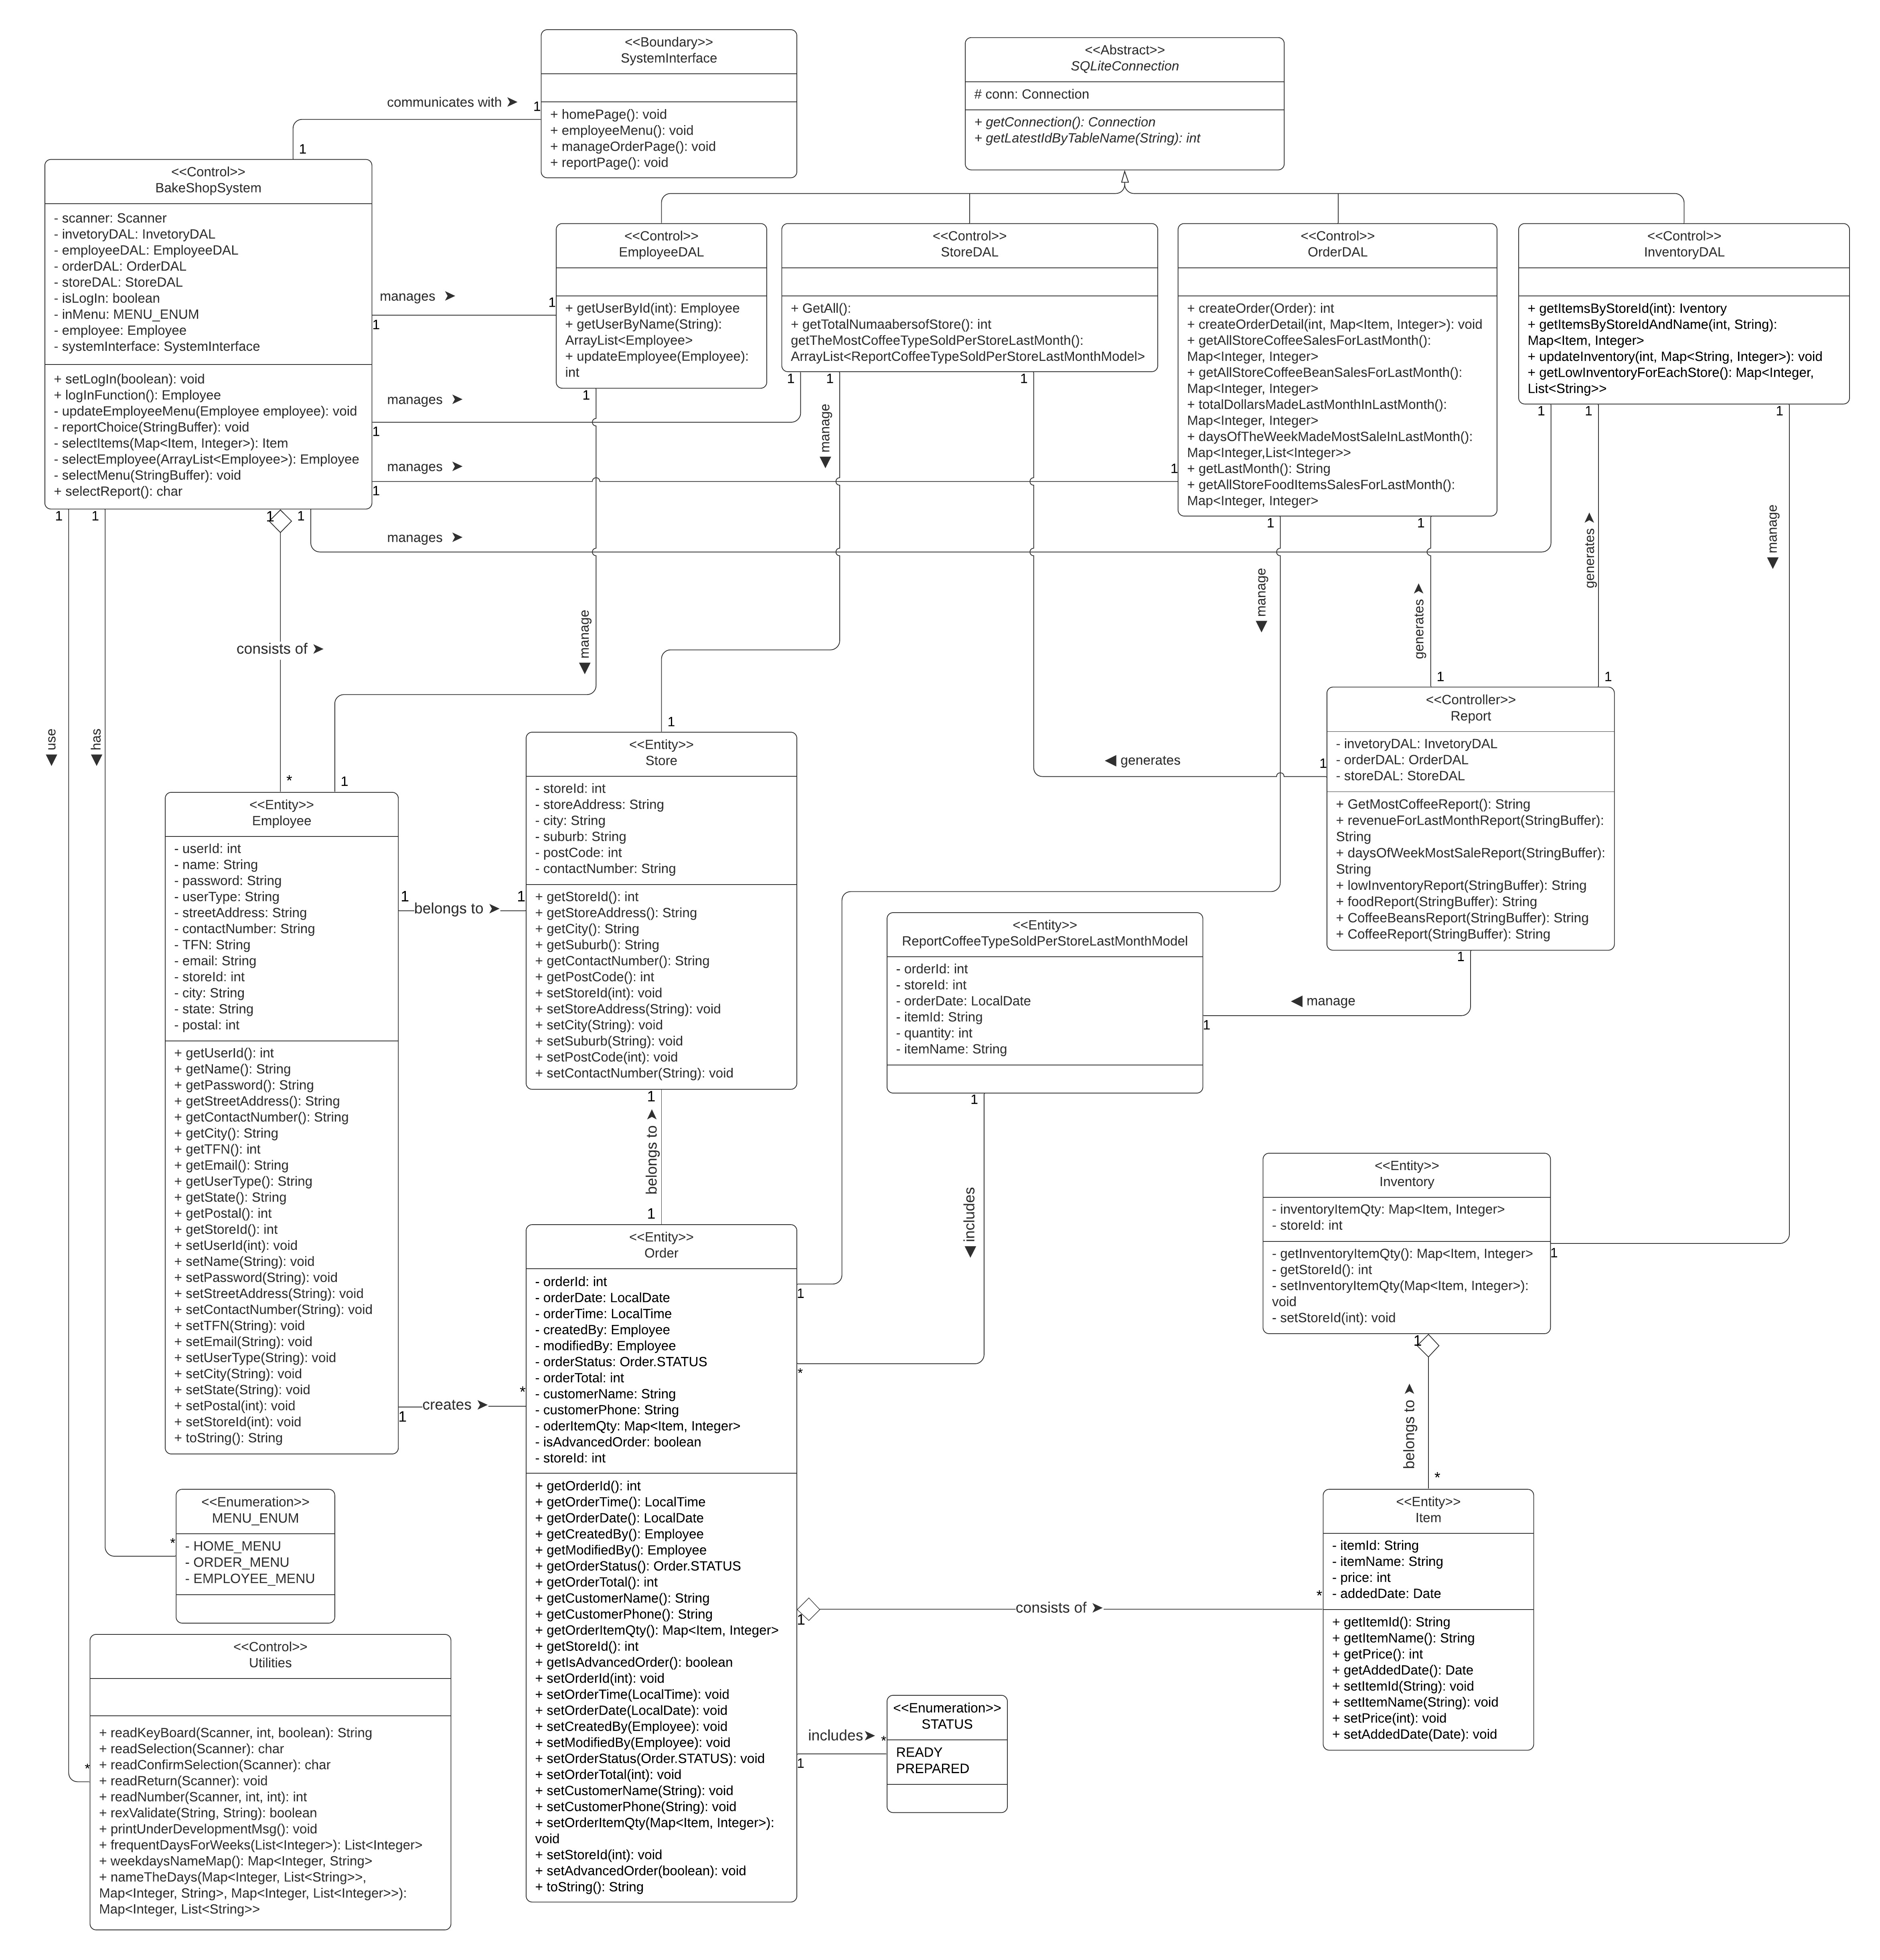 <<Boundary>>
SystemInterface
+ homePage(): void
+ employeeMenu(): void
+ manageOrderPage(): void
+ reportPage(): void
<<Abstract>>
SQLiteConnection
# conn: Connection
+ getConnection(): Connection
+ getLatestIdByTableName(String): int
communicates with ➤
1
1
<<Control>>
BakeShopSystem
- scanner: Scanner
- invetoryDAL: InvetoryDAL
- employeeDAL: EmployeeDAL
- orderDAL: OrderDAL
- storeDAL: StoreDAL
- isLogIn: boolean
- inMenu: MENU_ENUM
- employee: Employee
- systemInterface: SystemInterface
+ setLogIn(boolean): void
+ logInFunction(): Employee
- updateEmployeeMenu(Employee employee): void
- reportChoice(StringBuffer): void
- selectItems(Map<Item, Integer>): Item
- selectEmployee(ArrayList<Employee>): Employee
- selectMenu(StringBuffer): void
+ selectReport(): char
<<Control>>
EmployeeDAL
+ getUserById(int): Employee
+ getUserByName(String):
ArrayList<Employee>
+ updateEmployee(Employee):
int
<<Control>>
StoreDAL
+ GetAll():
+ getTotalNumaabersofStore(): int
getTheMostCoffeeTypeSoldPerStoreLastMonth():
ArrayList<ReportCoffeeTypeSoldPerStoreLastMonthModel>
<<Control>>
OrderDAL
+ createOrder(Order): int
+ createOrderDetail(int, Map<Item, Integer>): void
+ getAllStoreCoffeeSalesForLastMonth():
Map<Integer, Integer>
+ getAllStoreCoffeeBeanSalesForLastMonth():
Map<Integer, Integer>
+ totalDollarsMadeLastMonthInLastMonth():
Map<Integer, Integer>
+ daysOfTheWeekMadeMostSaleInLastMonth():
Map<Integer,List<Integer>>
+ getLastMonth(): String
+ getAllStoreFoodItemsSalesForLastMonth():
Map<Integer, Integer>
<<Control>>
InventoryDAL
+ getItemsByStoreId(int): Iventory
+ getItemsByStoreIdAndName(int, String):
Map<Item, Integer>
+ updateInventory(int, Map<String, Integer>): void
+ getLowInventoryForEachStore(): Map<Integer,
List<String>>
manages ➤
1
1
manages ➤
1
1
manages ➤
1
1
manages ➤
1
1
1
1
1
1
1
1
1
1
1
1
1
◀ manage
◀ manage
◀ manage
generates ➤
generates ➤
◀ manage
consists of ➤
◀ use
◀ has
*
1
1
1
1
◀ generates
1
<<Controller>>
Report
- invetoryDAL: InvetoryDAL
- orderDAL: OrderDAL
- storeDAL: StoreDAL
+ GetMostCoffeeReport(): String
+ revenueForLastMonthReport(StringBuffer):
String
+ daysOfWeekMostSaleReport(StringBuffer):
String
+ lowInventoryReport(StringBuffer): String
+ foodReport(StringBuffer): String
+ CoffeeBeansReport(StringBuffer): String
+ CoffeeReport(StringBuffer): String
<<Entity>>
Store
- storeId: int
- storeAddress: String
- city: String
- suburb: String
- postCode: int
- contactNumber: String
+ getStoreId(): int
+ getStoreAddress(): String
+ getCity(): String
+ getSuburb(): String
+ getContactNumber(): String
+ getPostCode(): int
+ setStoreId(int): void
+ setStoreAddress(String): void
+ setCity(String): void
+ setSuburb(String): void
+ setPostCode(int): void
+ setContactNumber(String): void
<<Entity>>
Employee
- userId: int
- name: String
- password: String
- userType: String
- streetAddress: String
- contactNumber: String
- TFN: String
- email: String
- storeId: int
- city: String
- state: String
- postal: int
+ getUserId(): int
+ getName(): String
+ getPassword(): String
+ getStreetAddress(): String
+ getContactNumber(): String
+ getCity(): String
+ getTFN(): int
+ getEmail(): String
+ getUserType(): String
+ getState(): String
+ getPostal(): int
+ getStoreId(): int
+ setUserId(int): void
+ setName(String): void
+ setPassword(String): void
+ setStreetAddress(String): void
+ setContactNumber(String): void
+ setTFN(String): void
+ setEmail(String): void
+ setUserType(String): void
+ setCity(String): void
+ setState(String): void
+ setPostal(int): void
+ setStoreId(int): void
+ toString(): String
1
belongs to ➤
1
<<Entity>>
ReportCoffeeTypeSoldPerStoreLastMonthModel
- orderId: int
- storeId: int
- orderDate: LocalDate
- itemId: String
- quantity: int
- itemName: String
1
◀ manage
1
1
◀ includes
*
1
belongs to ➤
1
<<Entity>>
Order
- orderId: int
- orderDate: LocalDate
- orderTime: LocalTime
- createdBy: Employee
- modifiedBy: Employee
- orderStatus: Order.STATUS
- orderTotal: int
- customerName: String
- customerPhone: String
- oderItemQty: Map<Item, Integer>
- isAdvancedOrder: boolean
- storeId: int
+ getOrderId(): int
+ getOrderTime(): LocalTime
+ getOrderDate(): LocalDate
+ getCreatedBy(): Employee
+ getModifiedBy(): Employee
+ getOrderStatus(): Order.STATUS
+ getOrderTotal(): int
+ getCustomerName(): String
+ getCustomerPhone(): String
+ getOrderItemQty(): Map<Item, Integer>
+ getStoreId(): int
+ getIsAdvancedOrder(): boolean
+ setOrderId(int): void
+ setOrderTime(LocalTime): void
+ setOrderDate(LocalDate): void
+ setCreatedBy(Employee): void
+ setModifiedBy(Employee): void
+ setOrderStatus(Order.STATUS): void
+ setOrderTotal(int): void
+ setCustomerName(String): void
+ setCustomerPhone(String): void
+ setOrderItemQty(Map<Item, Integer>):
void
+ setStoreId(int): void
+ setAdvancedOrder(boolean): void
+ toString(): String
1
<<Entity>>
Inventory
- inventoryItemQty: Map<Item, Integer>
- storeId: int
- getInventoryItemQty(): Map<Item, Integer>
- getStoreId(): int
- setInventoryItemQty(Map<Item, Integer>):
void
- setStoreId(int): void
1
1
belongs to ➤
*
1
creates ➤
*
<<Entity>>
Item
- itemId: String
- itemName: String
- price: int
- addedDate: Date
+ getItemId(): String
+ getItemName(): String
+ getPrice(): int
+ getAddedDate(): Date
+ setItemId(String): void
+ setItemName(String): void
+ setPrice(int): void
+ setAddedDate(Date): void
1
consists of ➤
*
<<Enumeration>>
MENU_ENUM
- HOME_MENU
- ORDER_MENU
- EMPLOYEE_MENU
*
<<Control>>
Utilities
+ readKeyBoard(Scanner, int, boolean): String
+ readSelection(Scanner): char
+ readConfirmSelection(Scanner): char
+ readReturn(Scanner): void
+ readNumber(Scanner, int, int): int
+ rexValidate(String, String): boolean
+ printUnderDevelopmentMsg(): void
+ frequentDaysForWeeks(List<Integer>): List<Integer>
+ weekdaysNameMap(): Map<Integer, String>
+ nameTheDays(Map<Integer, List<String>>,
Map<Integer, String>, Map<Integer, List<Integer>>):
Map<Integer, List<String>>
*
includes➤
1
*
<<Enumeration>>
STATUS
READY
PREPARED